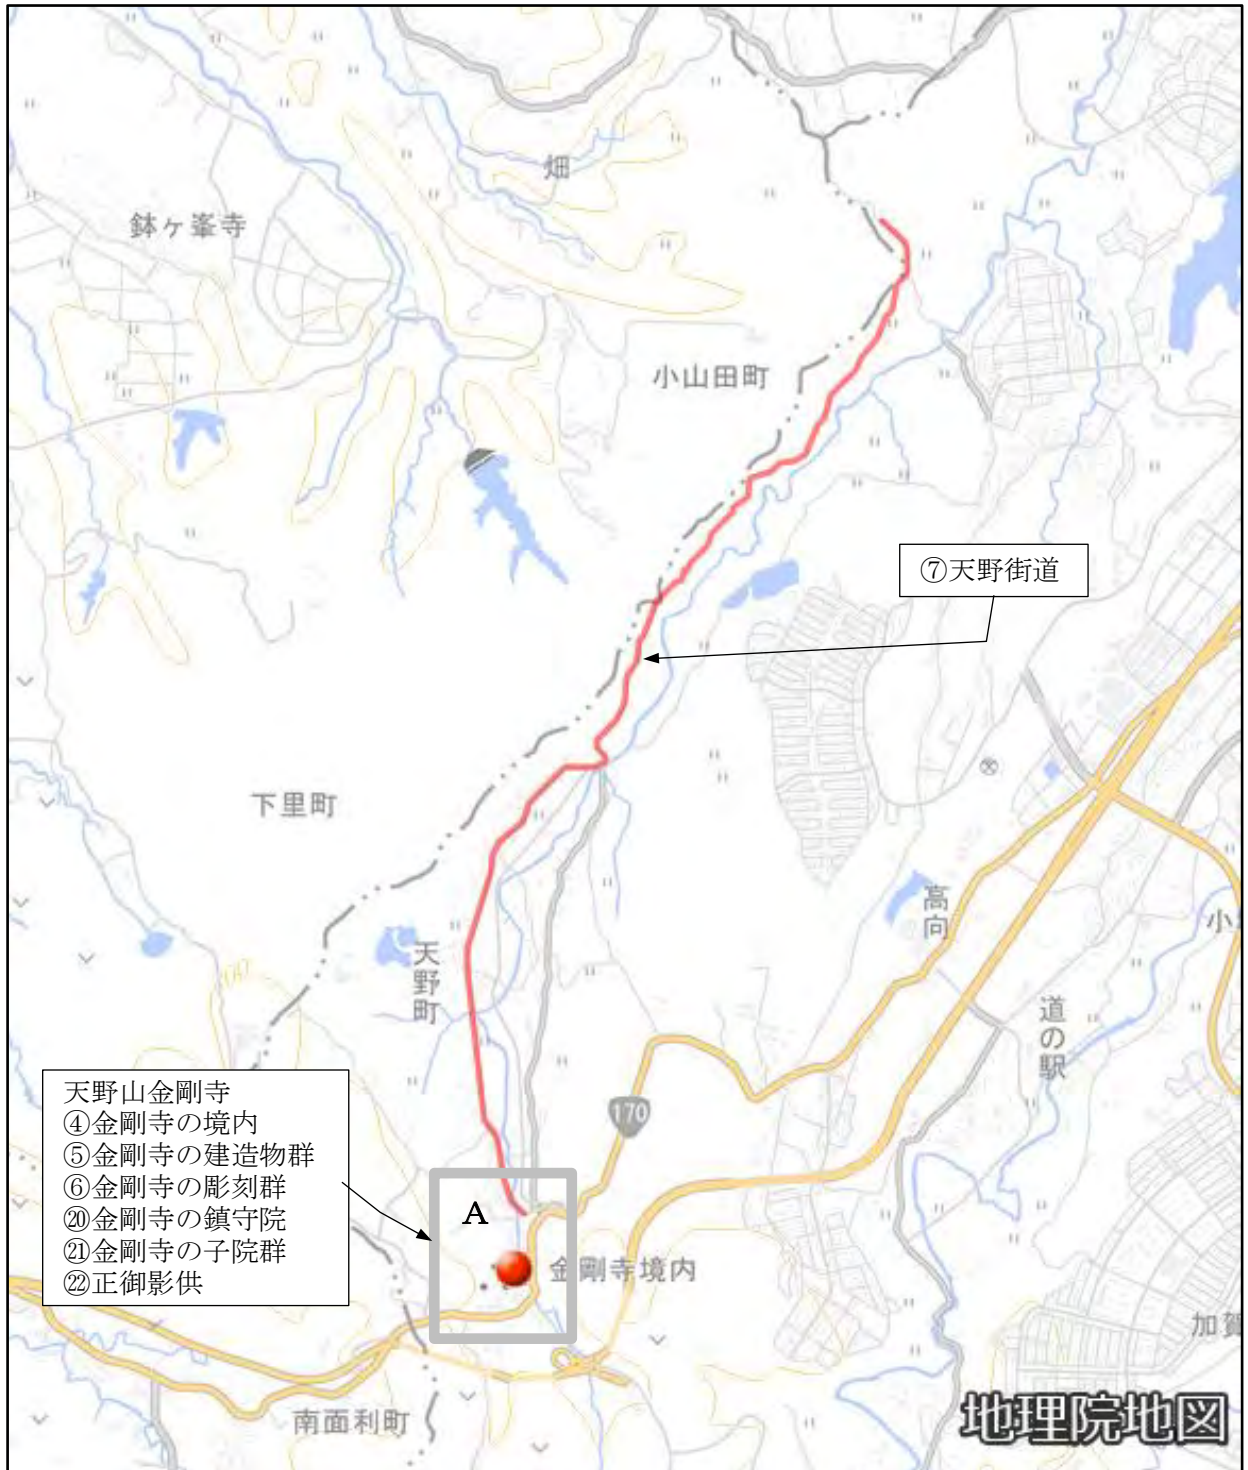 畑
鉢ヶ峯寺
小山田町
⑦天野街道
下里町
高向
小
天野町
道の駅
170
天野山金剛寺
④金剛寺の境内
⑤金剛寺の建造物群
⑥金剛寺の彫刻群
⑳金剛寺の鎮守院
㉑金剛寺の子院群
㉒正御影供
A
金剛寺境内
加賀
南面利町
地理院地図